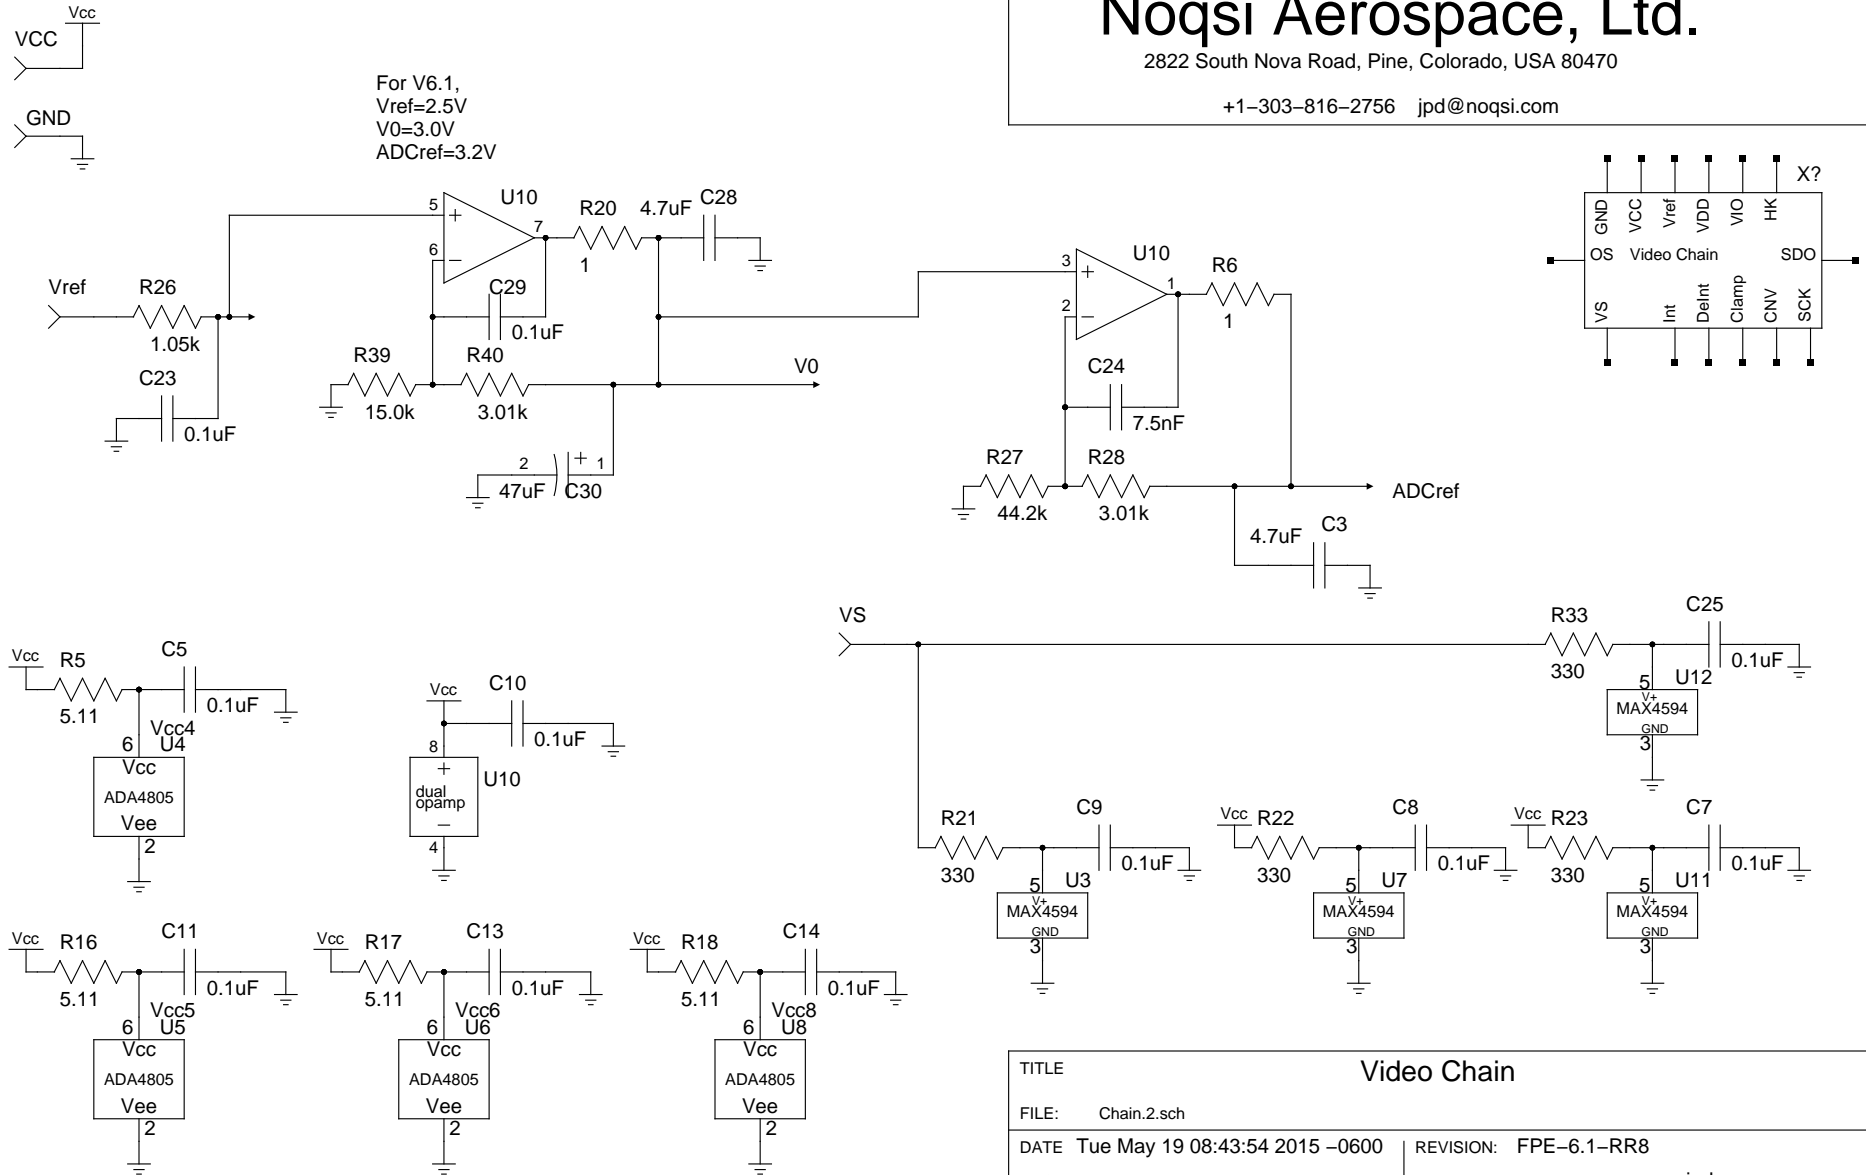 Noqsi Aerospace, Ltd.
2822 South Nova Road, Pine, Colorado, USA 80470
+1−303−816−2756 jpd@noqsi.com
Vcc
VCC
GND
For V6.1,
Vref=2.5V
V0=3.0V
ADCref=3.2V
Vref
R26
1.05k
C23
0.1uF
5
+
6
−
U10
7
R20
1
4.7uF
C28
C29
0.1uF
R39
15.0k
R40
3.01k
V0
2
+
1
47uF
C30
3
+
2
−
U10
1
R6
1
C24
7.5nF
R27
44.2k
R28
3.01k
ADCref
4.7uF
C3
X?
GND
VCC
Vref
VDD
VIO
HK
OS
Video Chain
SDO
VS
Int
DeInt
Clamp
CNV
SCK
VS
R33
330
C25
0.1uF
U12
5
V+
MAX4594
GND
3
Vcc
R5
5.11
C5
0.1uF
Vcc4
6
U4
Vcc
ADA4805
Vee
2
Vcc
C10
0.1uF
8
+
U10
dual
opamp
−
4
R21
330
C9
0.1uF
U3
5
V+
MAX4594
GND
3
Vcc
R22
330
C8
0.1uF
U7
5
V+
MAX4594
GND
3
Vcc
R23
330
C7
0.1uF
U11
5
V+
MAX4594
GND
3
Vcc
R16
5.11
C11
0.1uF
Vcc5
6
U5
Vcc
ADA4805
Vee
2
Vcc
R17
5.11
C13
0.1uF
Vcc6
6
U6
Vcc
ADA4805
Vee
2
Vcc
R18
5.11
C14
0.1uF
Vcc8
6
U8
Vcc
ADA4805
Vee
2
TITLE
Video Chain
FILE: Chain.2.sch
DATE Tue May 19 08:43:54 2015 −0600
REVISION: FPE−6.1−RR8